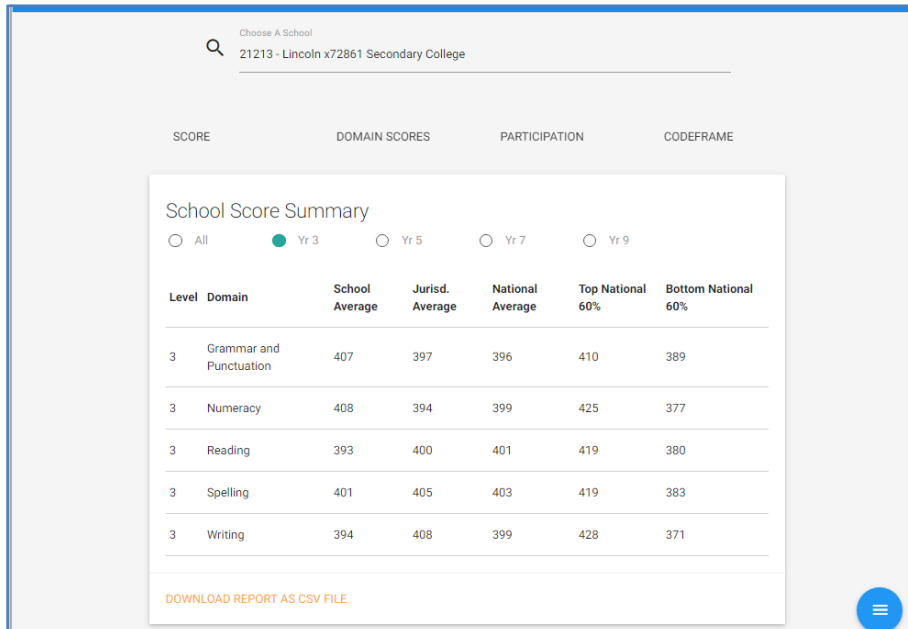 Choose A School
21213 - Lincoln x72861 Secondary College
SCORE DOMAIN SCORES PARTICIPATION CODEFRAME
School Score Summary
All Yr 3 Yr 5 Yr 7 Yr 9
Level Domain School Average Jurisd. Average National Average Top National 60% Bottom National 60%
3 Grammar and Punctuation 407 397 396 410 389
3 Numeracy 408 394 399 425 377
3 Reading 393 400 401 419 380
3 Spelling 401 405 403 419 383
3 Writing 394 408 399 428 371
DOWNLOAD REPORT AS CSV FILE